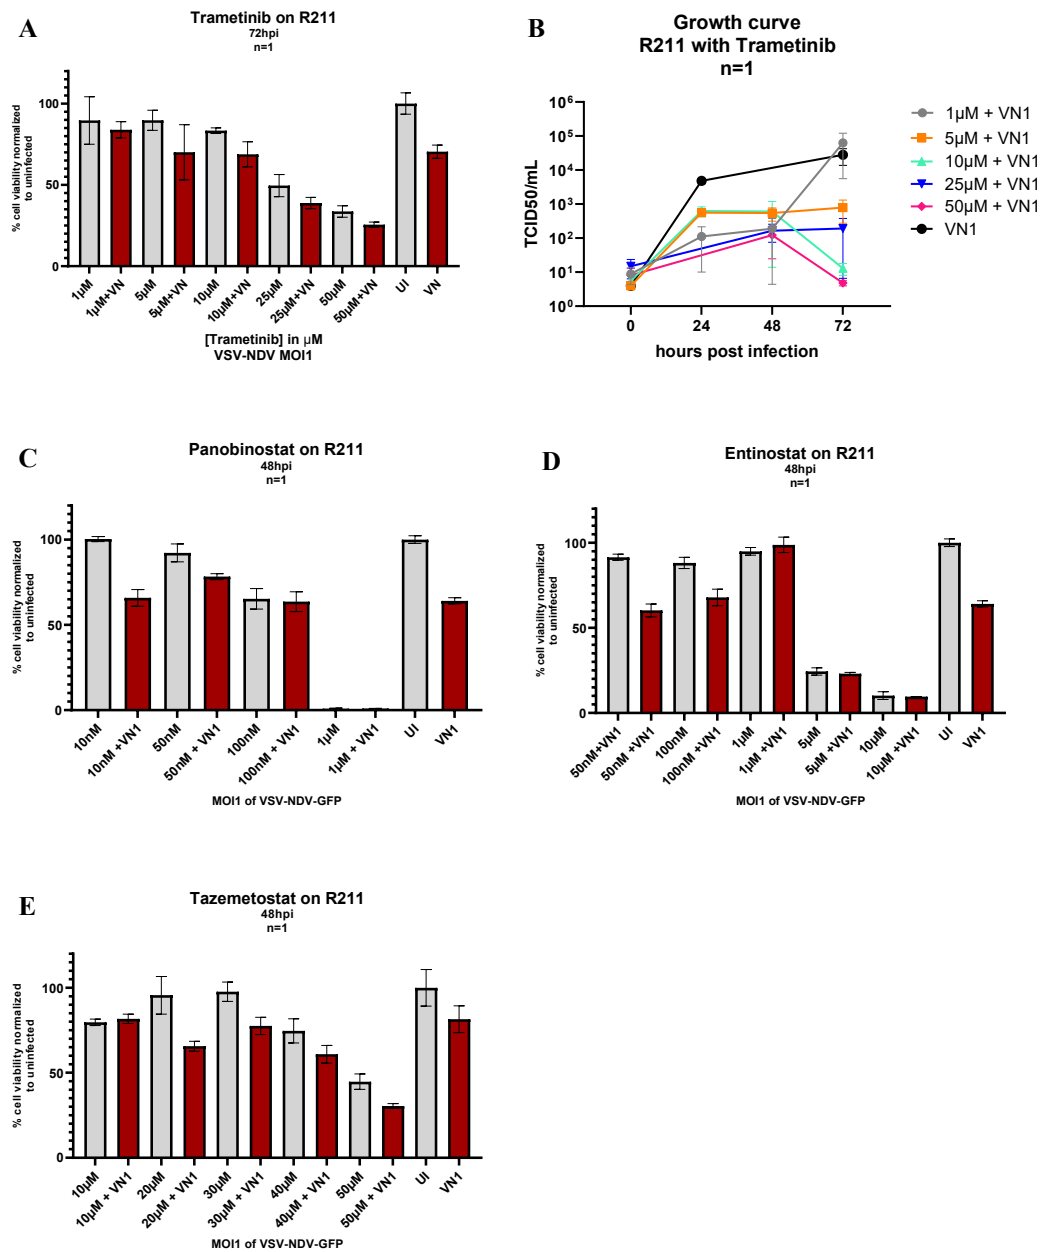 A
Trametinib on R211
72hpi
n=1
% cell viability normalized
to uninfected
100
50
0
1µM
1µM+VN
5µM
5µM+VN
10µM
10µM+VN
25µM
25µM+VN
50µM
50µM+VN
UI
VN
[Trametinib] in µM
VSV-NDV MOI1
B
Growth curve
R211 with Trametinib
n=1
TCID50/mL
10⁶
10⁵
10⁴
10³
10²
10¹
10⁰
0
24
48
72
hours post infection
1µM + VN1
5µM + VN1
10µM + VN1
25µM + VN1
50µM + VN1
VN1
C
Panobinostat on R211
48hpi
n=1
% cell viability normalized
to uninfected
100
50
0
10nM
10nM +VN1
50nM
50nM + VN1
100nM
100nM + VN1
1µM
1µM + VN1
UI
VN1
MOI1 of VSV-NDV-GFP
D
Entinostat on R211
48hpi
n=1
% cell viability normalized
to uninfected
100
50
0
50nM+VN1
50nM + VN1
100nM
100nM + VN1
1µM
1µM + VN1
5µM
5µM + VN1
10µM
10µM + VN1
UI
VN1
MOI1 of VSV-NDV-GFP
E
Tazemetostat on R211
48hpi
n=1
% cell viability normalized
to uninfected
100
50
0
10µM
10µM + VN1
20µM
20µM + VN1
30µM
30µM + VN1
40µM
40µM + VN1
50µM
50µM + VN1
UI
VN1
MOI1 of VSV-NDV-GFP